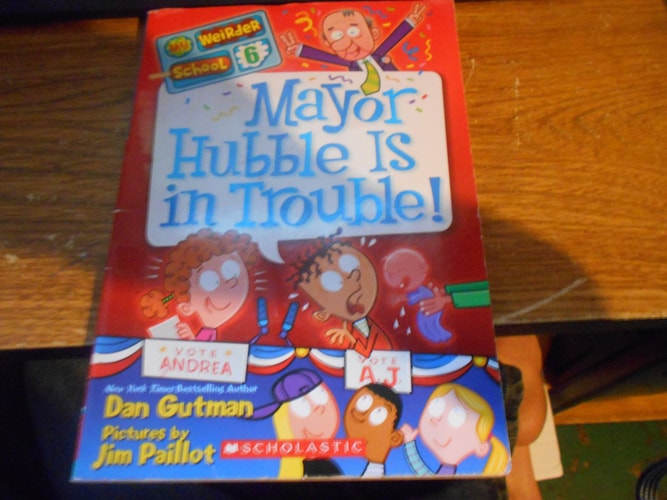 My
Weirder
School
6
Mayor
Hubble Is
in Trouble!
VOTE
ANDREA
VOTE
A.J.
New York Times Bestselling Author
Dan Gutman
Pictures by
Jim Paillot
SCHOLASTIC